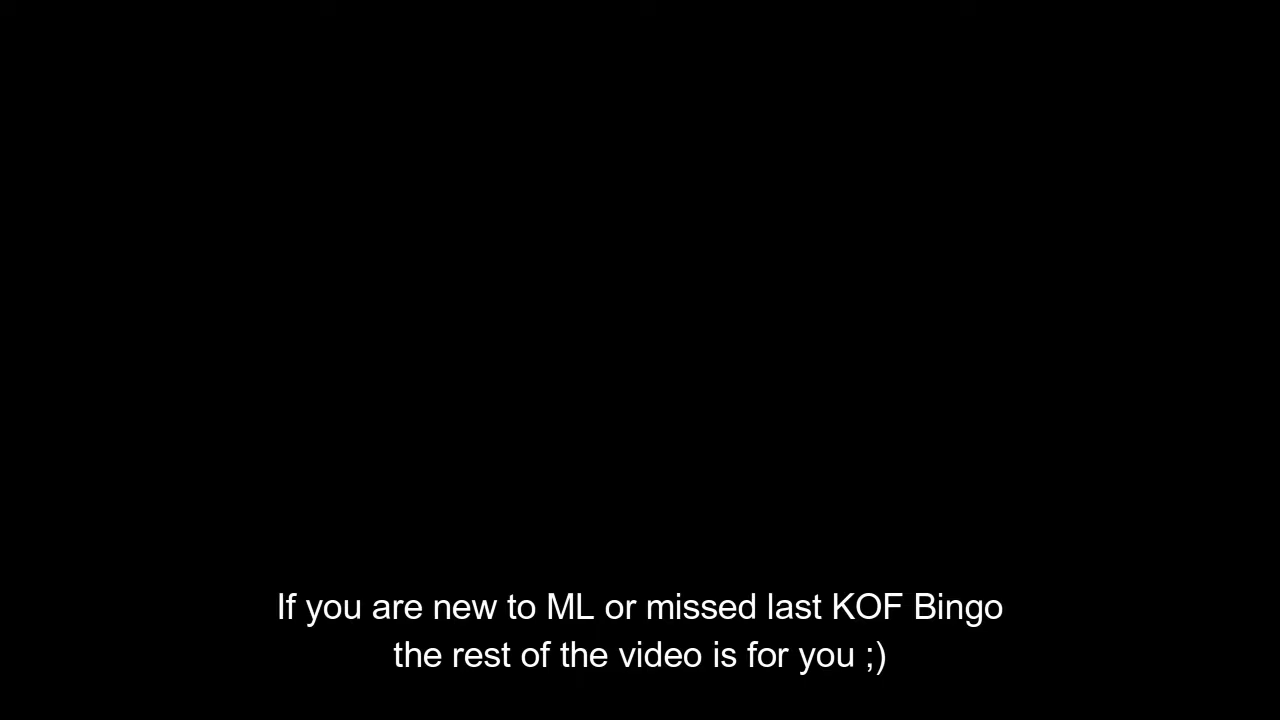 If you are new to ML or missed last KOF Bingo
the rest of the video is for you ;)